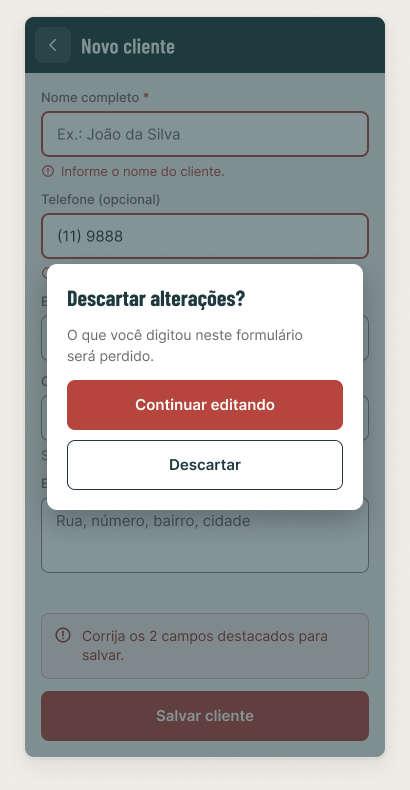 Novo cliente
Nome completo *
Ex.: João da Silva
Informe o nome do cliente.
Telefone (opcional)
(11) 9888
Descartar alterações?
O que você digitou neste formulário
será perdido.
Continuar editando
Descartar
Rua, número, bairro, cidade
Corrija os 2 campos destacados para
salvar.
Salvar cliente